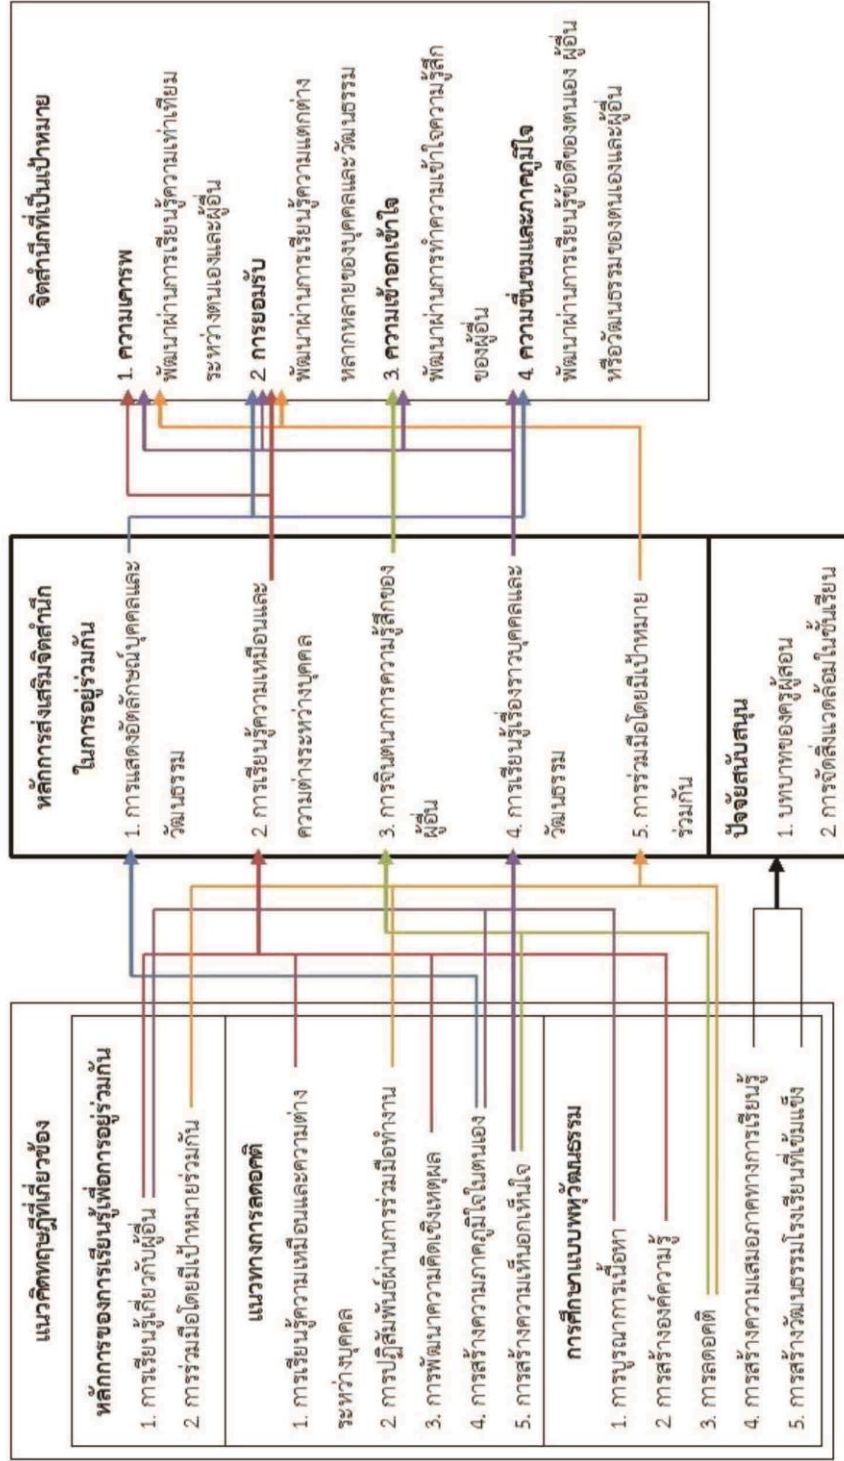 แนวคิดทฤษฎีที่เกี่ยวข้อง
หลักการของการเรียนรู้เพื่อการอยู่ร่วมกัน
1. การเรียนรู้เกี่ยวกับผู้อื่น
2. การร่วมมือโดยมีเป้าหมายร่วมกัน
แนวทางการลดอคติ
1. การเรียนรู้ความเหมือนและความต่าง
ระหว่างบุคคล
2. การปฏิสัมพันธ์ผ่านการร่วมมือทำงาน
3. การพัฒนาความคิดเชิงเหตุผล
4. การสร้างความภาคภูมิใจในตนเอง
5. การสร้างความเห็นอกเห็นใจ
การศึกษาแบบพหุวัฒนธรรม
1. การบูรณาการเนื้อหา
2. การสร้างองค์ความรู้
3. การลดอคติ
4. การสร้างความเสมอภาคทางการเรียนรู้
5. การสร้างวัฒนธรรมโรงเรียนที่เข้มแข็ง
หลักการส่งเสริมจิตสำนึก
ในการอยู่ร่วมกัน
1. การแสดงอัตลักษณ์บุคคลและ
วัฒนธรรม
2. การเรียนรู้ความเหมือนและ
ความต่างระหว่างบุคคล
3. การจินตนาการความรู้สึกของ
ผู้อื่น
4. การเรียนรู้เรื่องราวบุคคลและ
วัฒนธรรม
5. การร่วมมือโดยมีเป้าหมาย
ร่วมกัน
ปัจจัยสนับสนุน
1. บทบาทของครูผู้สอน
2. การจัดสิ่งแวดล้อมในชั้นเรียน
จิตสำนึกที่เป็นเป้าหมาย
1. ความเคารพ
พัฒนาผ่านการเรียนรู้ความเท่าเทียม
ระหว่างตนเองและผู้อื่น
2. การยอมรับ
พัฒนาผ่านการเรียนรู้ความแตกต่าง
หลากหลายของบุคคลและวัฒนธรรม
3. ความเข้าอกเข้าใจ
พัฒนาผ่านการทำความเข้าใจความรู้สึก
ของผู้อื่น
4. ความชื่นชมและภาคภูมิใจ
พัฒนาผ่านการเรียนรู้ข้อดีของตนเอง ผู้อื่น
หรือวัฒนธรรมของตนเองและผู้อื่น